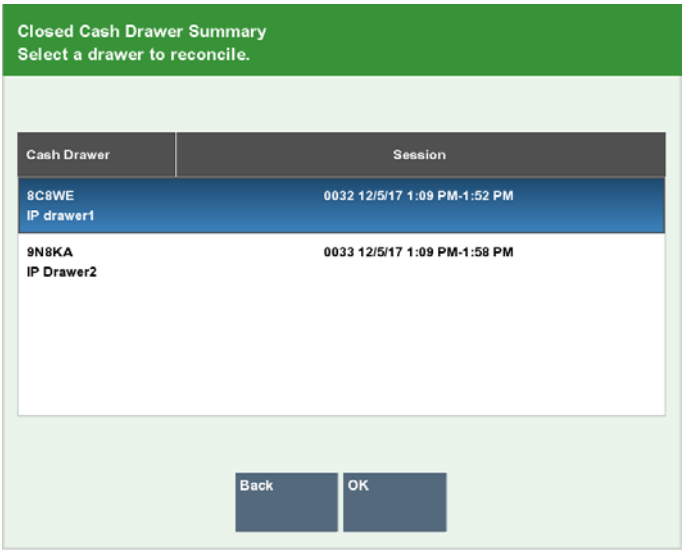 Closed Cash Drawer Summary
Select a drawer to reconcile.
Cash Drawer Session
8C8WE 0032 12/5/17 1:09 PM-1:52 PM
IP drawer1
9N8KA 0033 12/5/17 1:09 PM-1:58 PM
IP Drawer2
Back OK